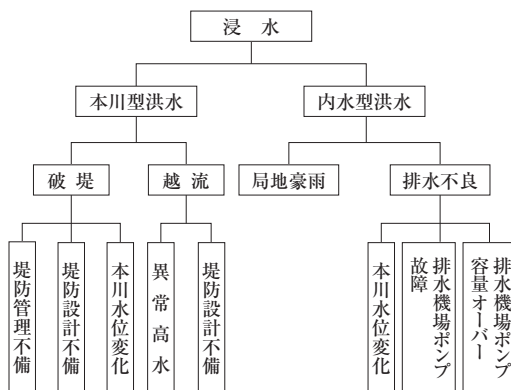 浸水
本川型洪水
内水型洪水
破堤
越流
局地豪雨
排水不良
堤防管理不備
堤防設計不備
本川水位変化
異常高水
堤防設計不備
本川水位変化
排水機場ポンプ
故障
排水機場ポンプ
容量オーバー